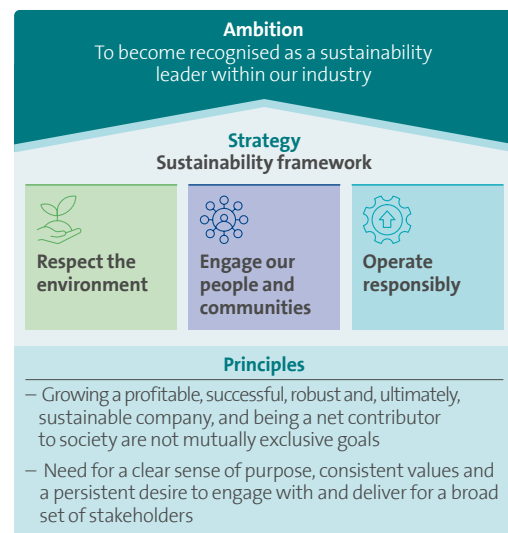 Ambition
To become recognised as a sustainability
leader within our industry
Strategy
Sustainability framework
Respect the
environment
Engage our
people and
communities
Operate
responsibly
Principles
– Growing a profitable, successful, robust and, ultimately,
sustainable company, and being a net contributor
to society are not mutually exclusive goals
– Need for a clear sense of purpose, consistent values and
a persistent desire to engage with and deliver for a broad
set of stakeholders